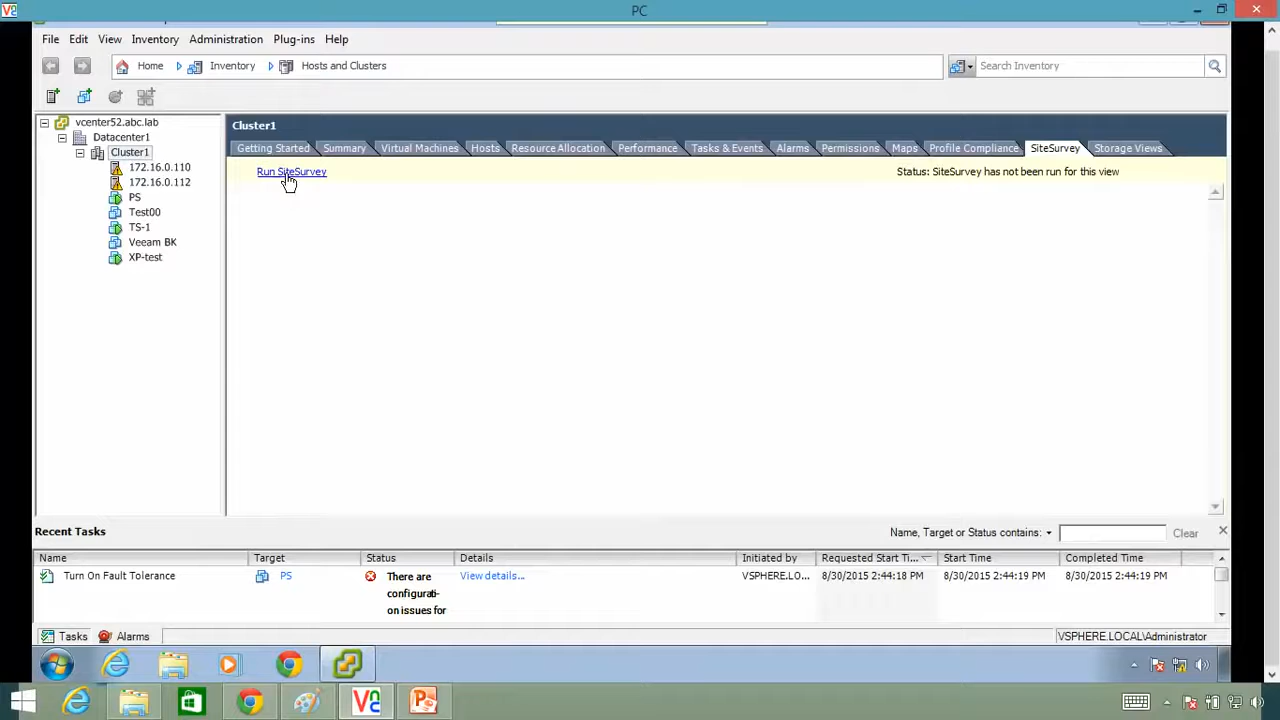 PC
File Edit View Inventory Administration Plug-ins Help
Home Inventory Hosts and Clusters Search Inventory
vcenter52.abc.lab
Datacenter1
Cluster1
172.16.0.110
172.16.0.112
PS
Test00
TS-1
Veeam BK
XP-test
Cluster1
Getting Started Summary Virtual Machines Hosts Resource Allocation Performance Tasks & Events Alarms Permissions Maps Profile Compliance SiteSurvey Storage Views
Run SiteSurvey Status: SiteSurvey has not been run for this view
Recent Tasks Name, Target or Status contains: Clear
Name Target Status Details Initiated by Requested Start Ti... Start Time Completed Time
Turn On Fault Tolerance PS There are View details... VSPHERE.LO... 8/30/2015 2:44:18 PM 8/30/2015 2:44:19 PM 8/30/2015 2:44:19 PM
configurati-
on issues for
Tasks Alarms VSPHERE.LOCAL\Administrator